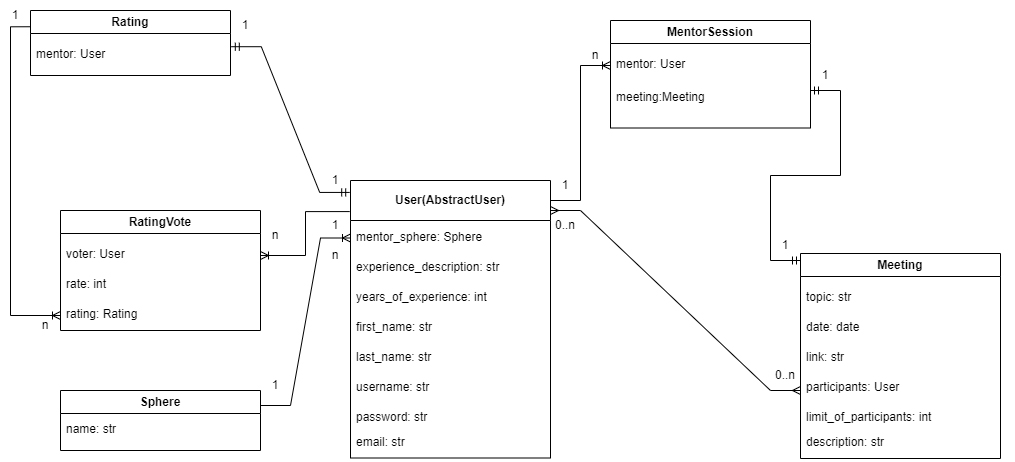 1
Rating
mentor: User
1
MentorSession
mentor: User
meeting:Meeting
n
1
1
User(AbstractUser)
mentor_sphere: Sphere
experience_description: str
years_of_experience: int
first_name: str
last_name: str
username: str
password: str
email: str
1
0..n
RatingVote
voter: User
rate: int
rating: Rating
n
1
n
n
Sphere
name: str
1
1
Meeting
topic: str
date: date
link: str
participants: User
limit_of_participants: int
description: str
0..n